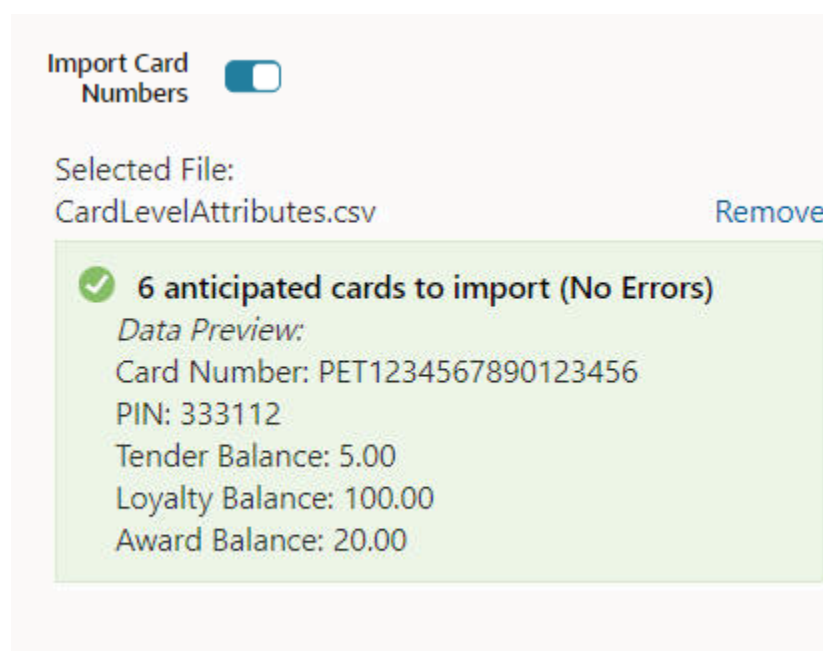 Import Card
Numbers
Selected File:
CardLevelAttributes.csv Remove
6 anticipated cards to import (No Errors)
Data Preview:
Card Number: PET1234567890123456
PIN: 333112
Tender Balance: 5.00
Loyalty Balance: 100.00
Award Balance: 20.00